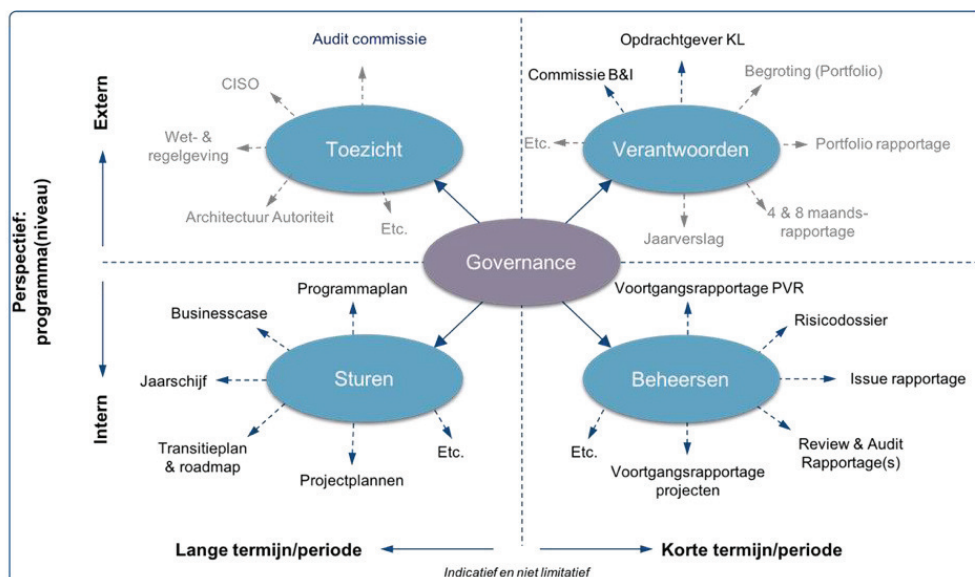 Perspectief:
programma(niveau)
Extern
Intern
Audit commissie
CISO
Wet- &
regelgeving
Toezicht
Architectuur Autoriteit
Etc.
Opdrachtgever KL
Commissie B&I
Begroting (Portfolio)
Etc.
Verantwoorden
Portfolio rapportage
Jaarverslag
4 & 8 maands-
rapportage
Governance
Programmaplan
Businesscase
Jaarschijf
Sturen
Transitieplan
& roadmap
Projectplannen
Etc.
Voortgangsrapportage PVR
Risicodossier
Beheersen
Issue rapportage
Etc.
Voortgangsrapportage
projecten
Review & Audit
Rapportage(s)
Lange termijn/periode
Korte termijn/periode
Indicatief en niet limitatief